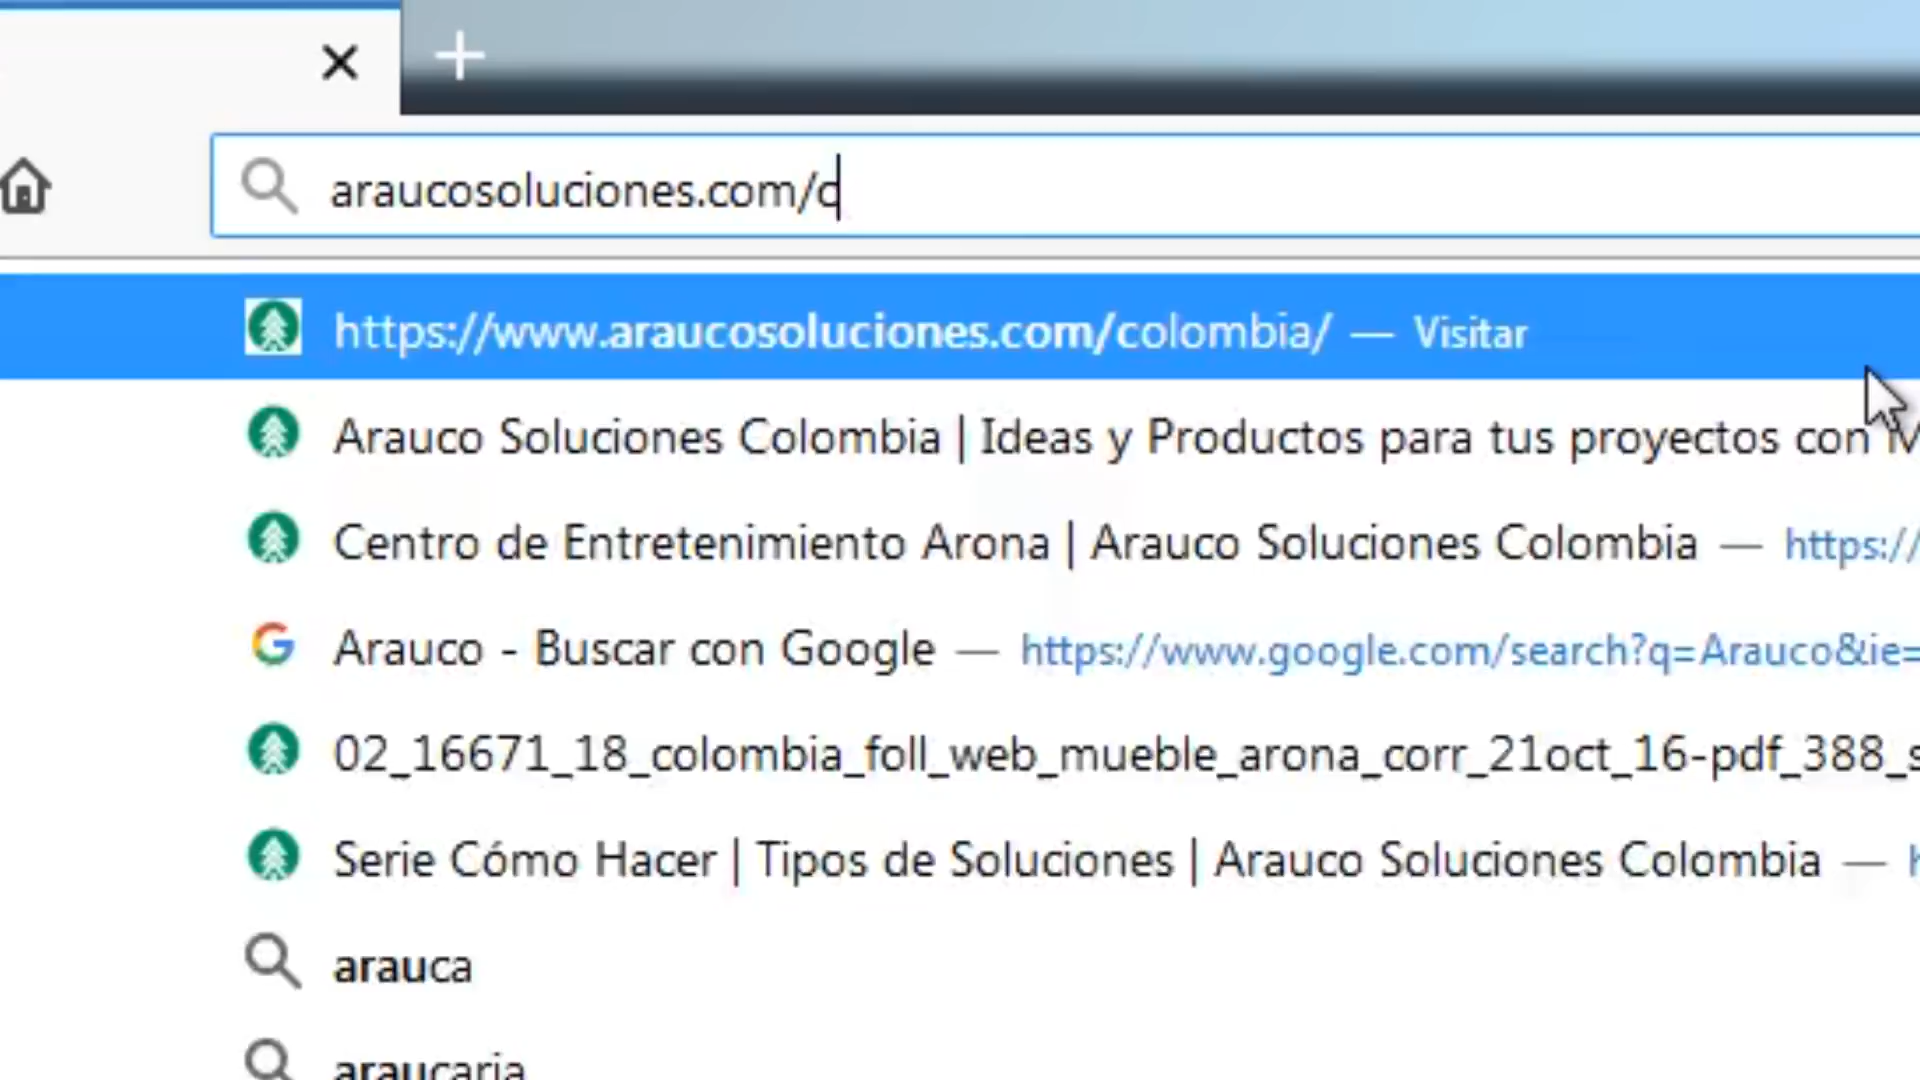 araucosoluciones.com/c
https://www.araucosoluciones.com/colombia/ — Visitar
Arauco Soluciones Colombia | Ideas y Productos para tus proyectos con
Centro de Entretenimiento Arona | Arauco Soluciones Colombia — https://
Arauco - Buscar con Google — https://www.google.com/search?q=Arauco&ie=
02_16671_18_colombia_foll_web_mueble_arona_corr_21oct_16-pdf_388_s
Serie Cómo Hacer | Tipos de Soluciones | Arauco Soluciones Colombia —
arauca
araucaria